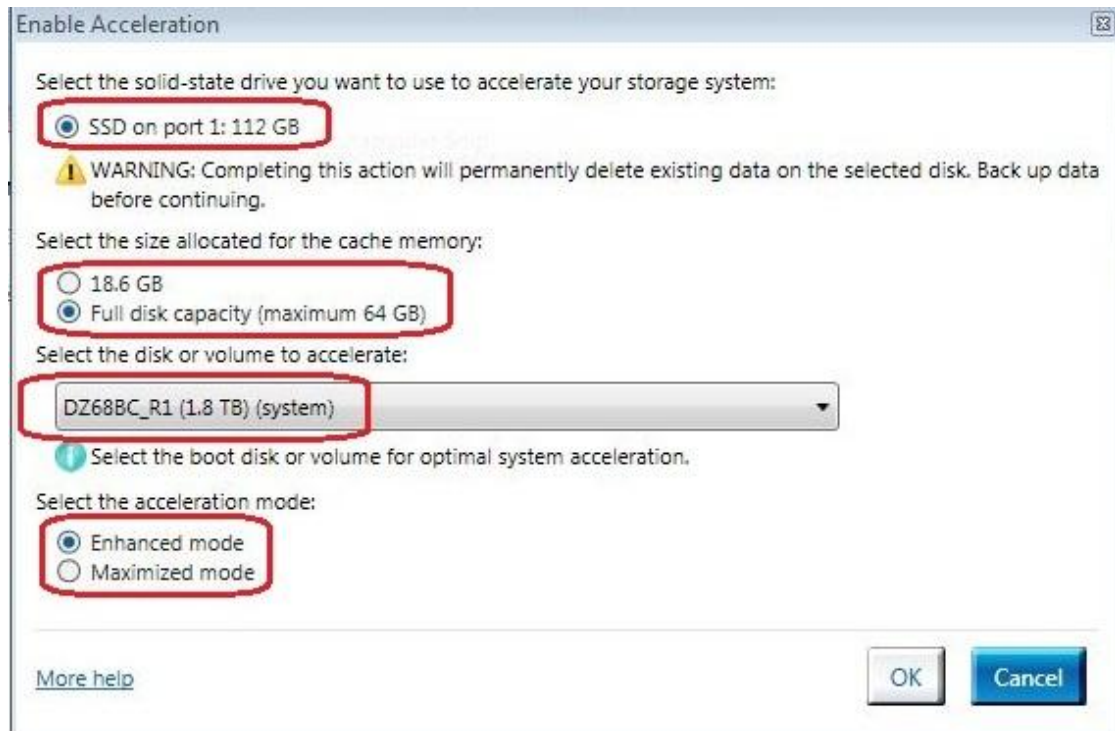 Enable Acceleration
Select the solid-state drive you want to use to accelerate your storage system:
SSD on port 1: 112 GB
WARNING: Completing this action will permanently delete existing data on the selected disk. Back up data
before continuing.
Select the size allocated for the cache memory:
18.6 GB
Full disk capacity (maximum 64 GB)
Select the disk or volume to accelerate:
DZ68BC_R1 (1.8 TB) (system)
Select the boot disk or volume for optimal system acceleration.
Select the acceleration mode:
Enhanced mode
Maximized mode
More help
OK
Cancel